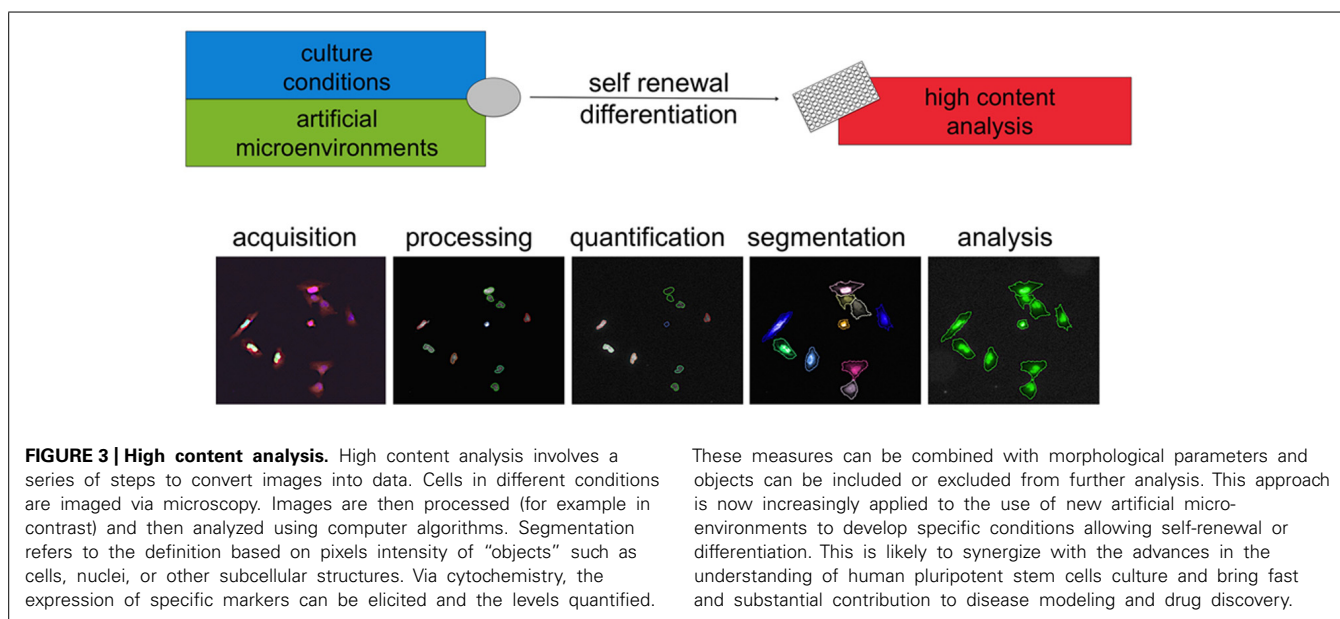 culture
conditions
artificial
microenvironments
self renewal
differentiation
high content
analysis
acquisition
processing
quantification
segmentation
analysis
FIGURE 3 | High content analysis. High content analysis involves a
series of steps to convert images into data. Cells in different conditions
are imaged via microscopy. Images are then processed (for example in
contrast) and then analyzed using computer algorithms. Segmentation
refers to the definition based on pixels intensity of “objects” such as
cells, nuclei, or other subcellular structures. Via cytochemistry, the
expression of specific markers can be elicited and the levels quantified.
These measures can be combined with morphological parameters and
objects can be included or excluded from further analysis. This approach
is now increasingly applied to the use of new artificial micro-
environments to develop specific conditions allowing self-renewal or
differentiation. This is likely to synergize with the advances in the
understanding of human pluripotent stem cells culture and bring fast
and substantial contribution to disease modeling and drug discovery.